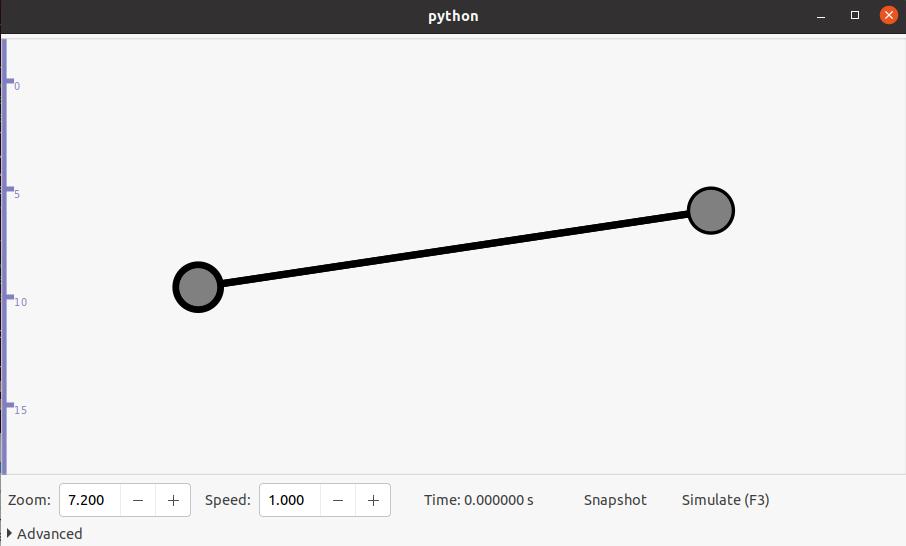 python
0
5
10
15
Zoom: 7.200 − + Speed: 1.000 − + Time: 0.000000 s Snapshot Simulate (F3)
Advanced